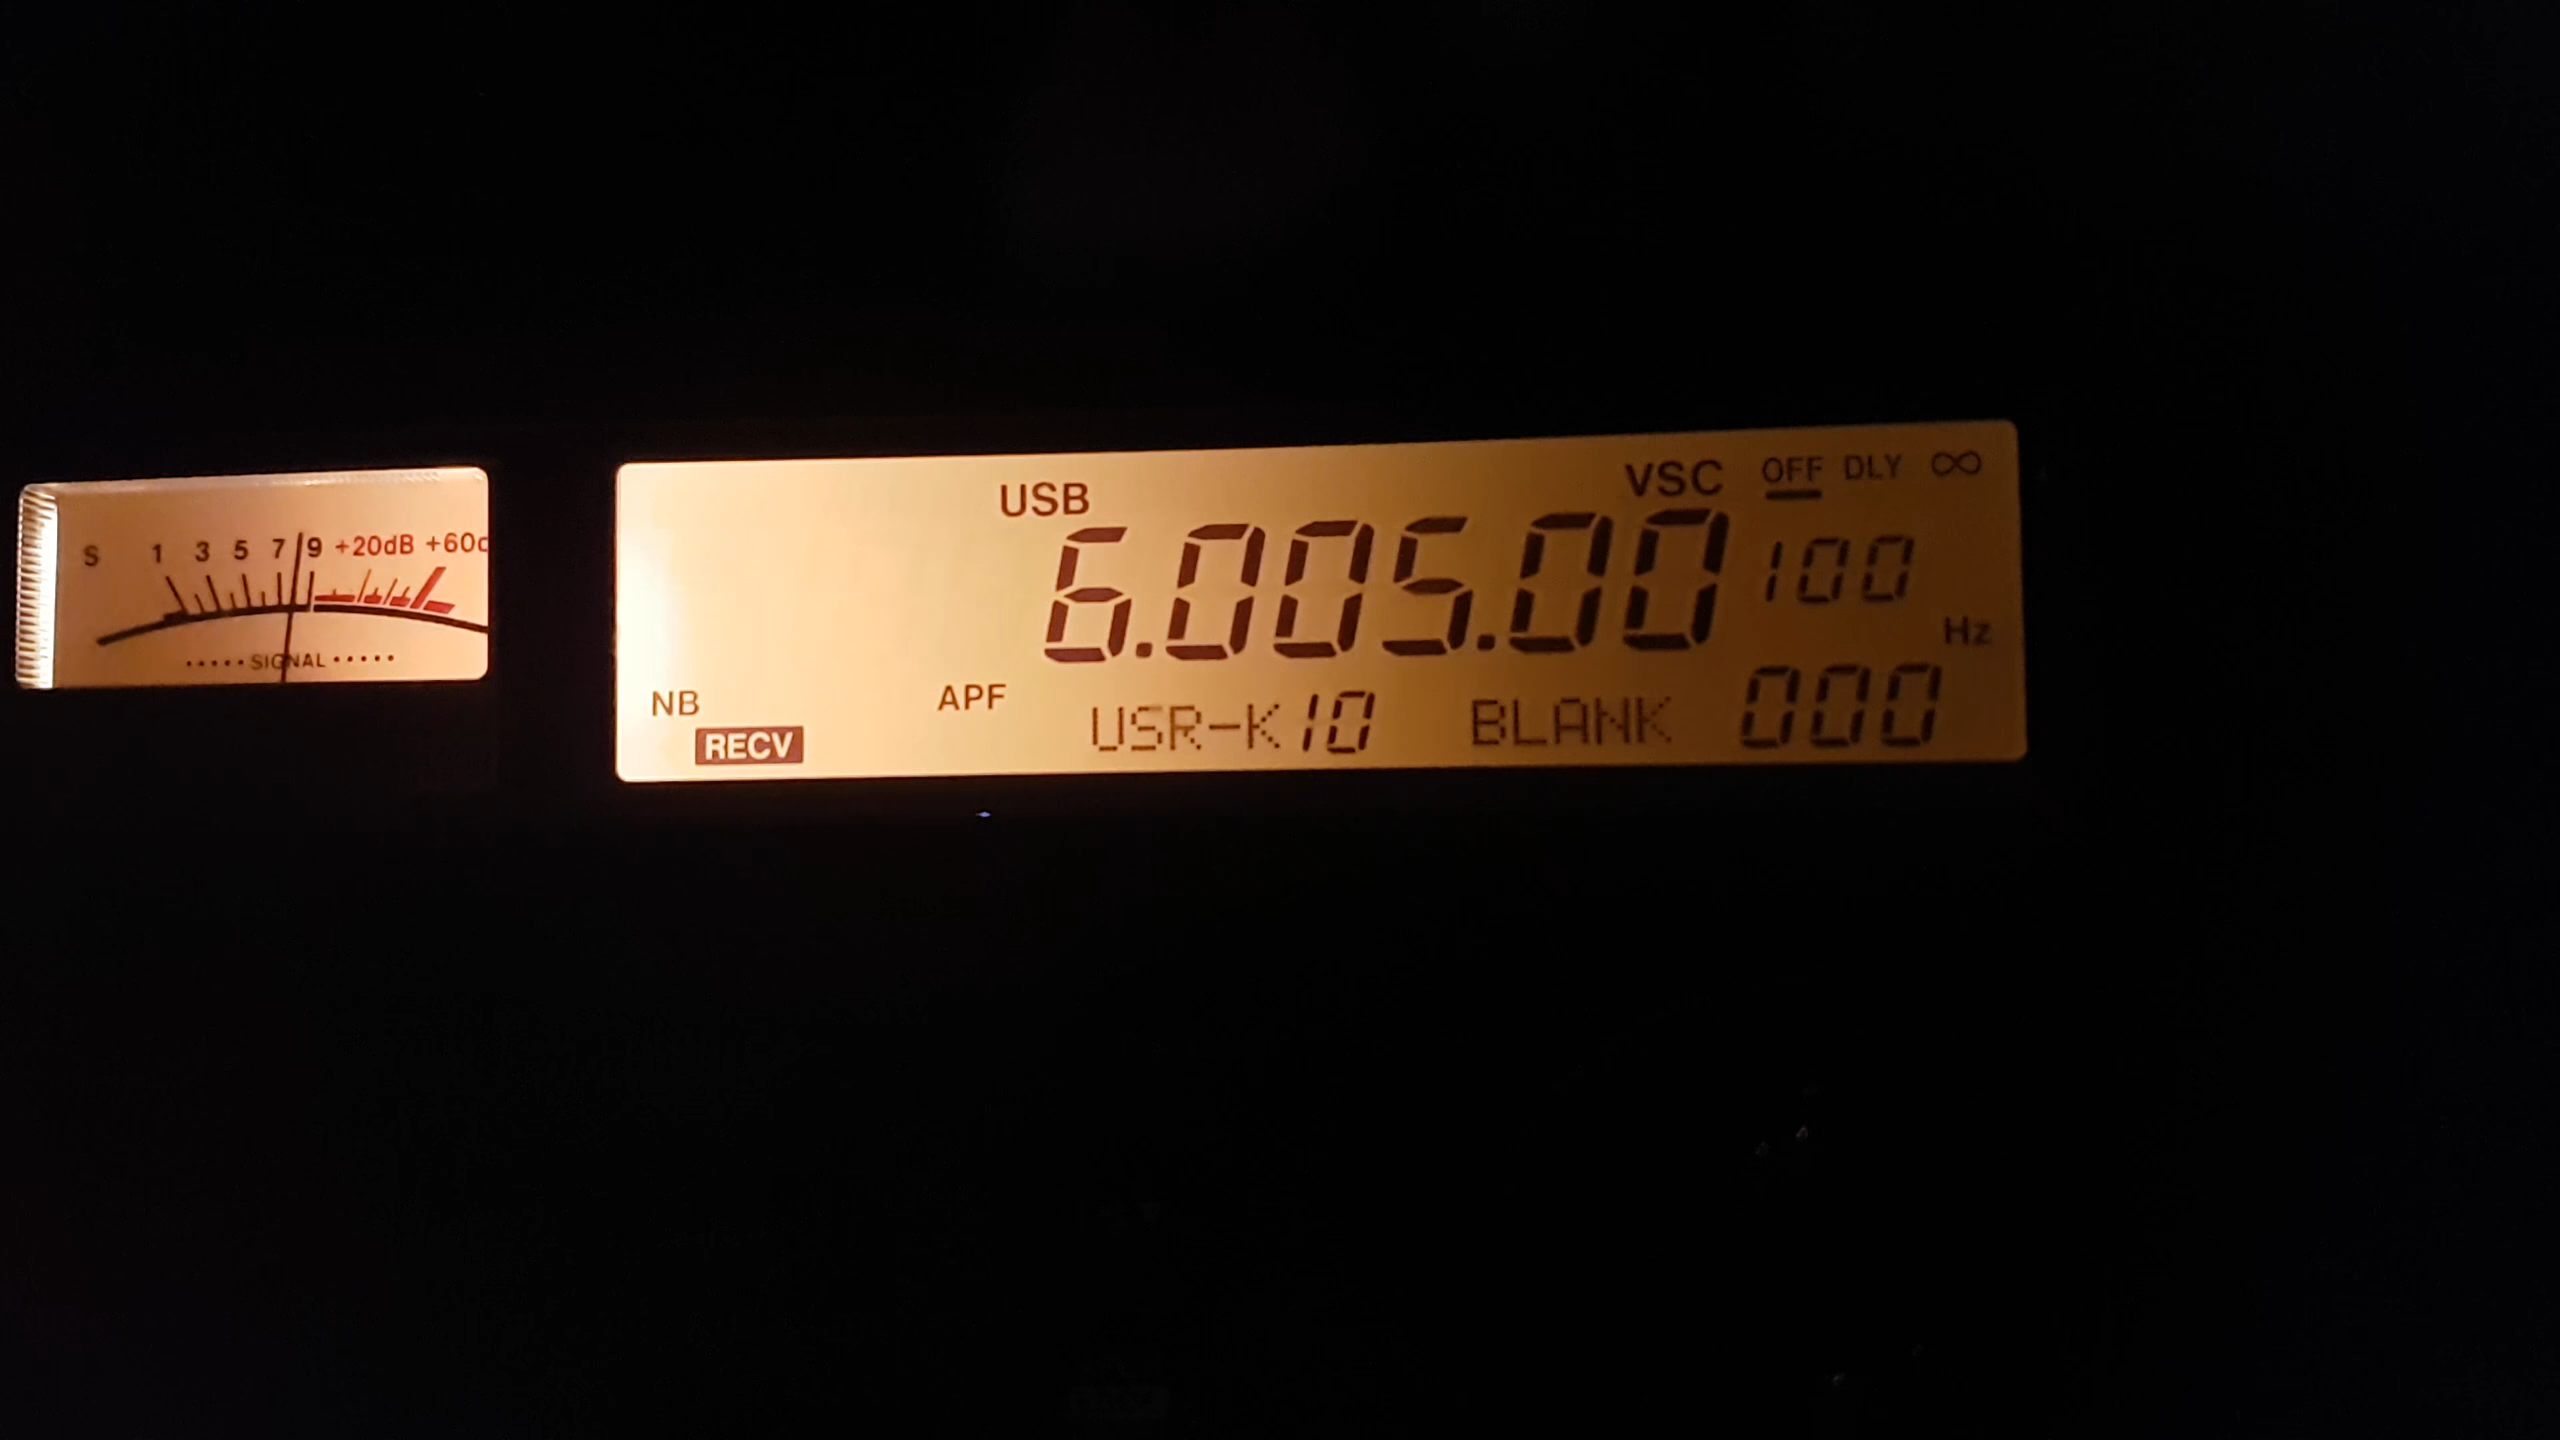 S 1 3 5 7 9 +20dB +60d
SIGNAL
USB VSC OFF DLY ∞
6.005.00 100
Hz
NB APF USR-K10 BLANK 000
RECV